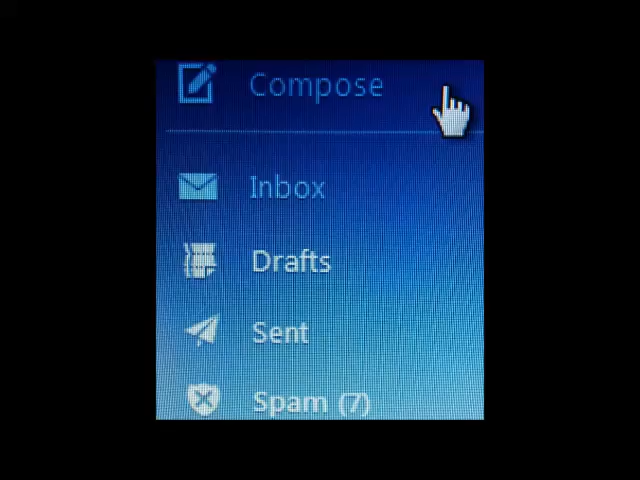 Compose
Inbox
Drafts
Sent
Spam (7)